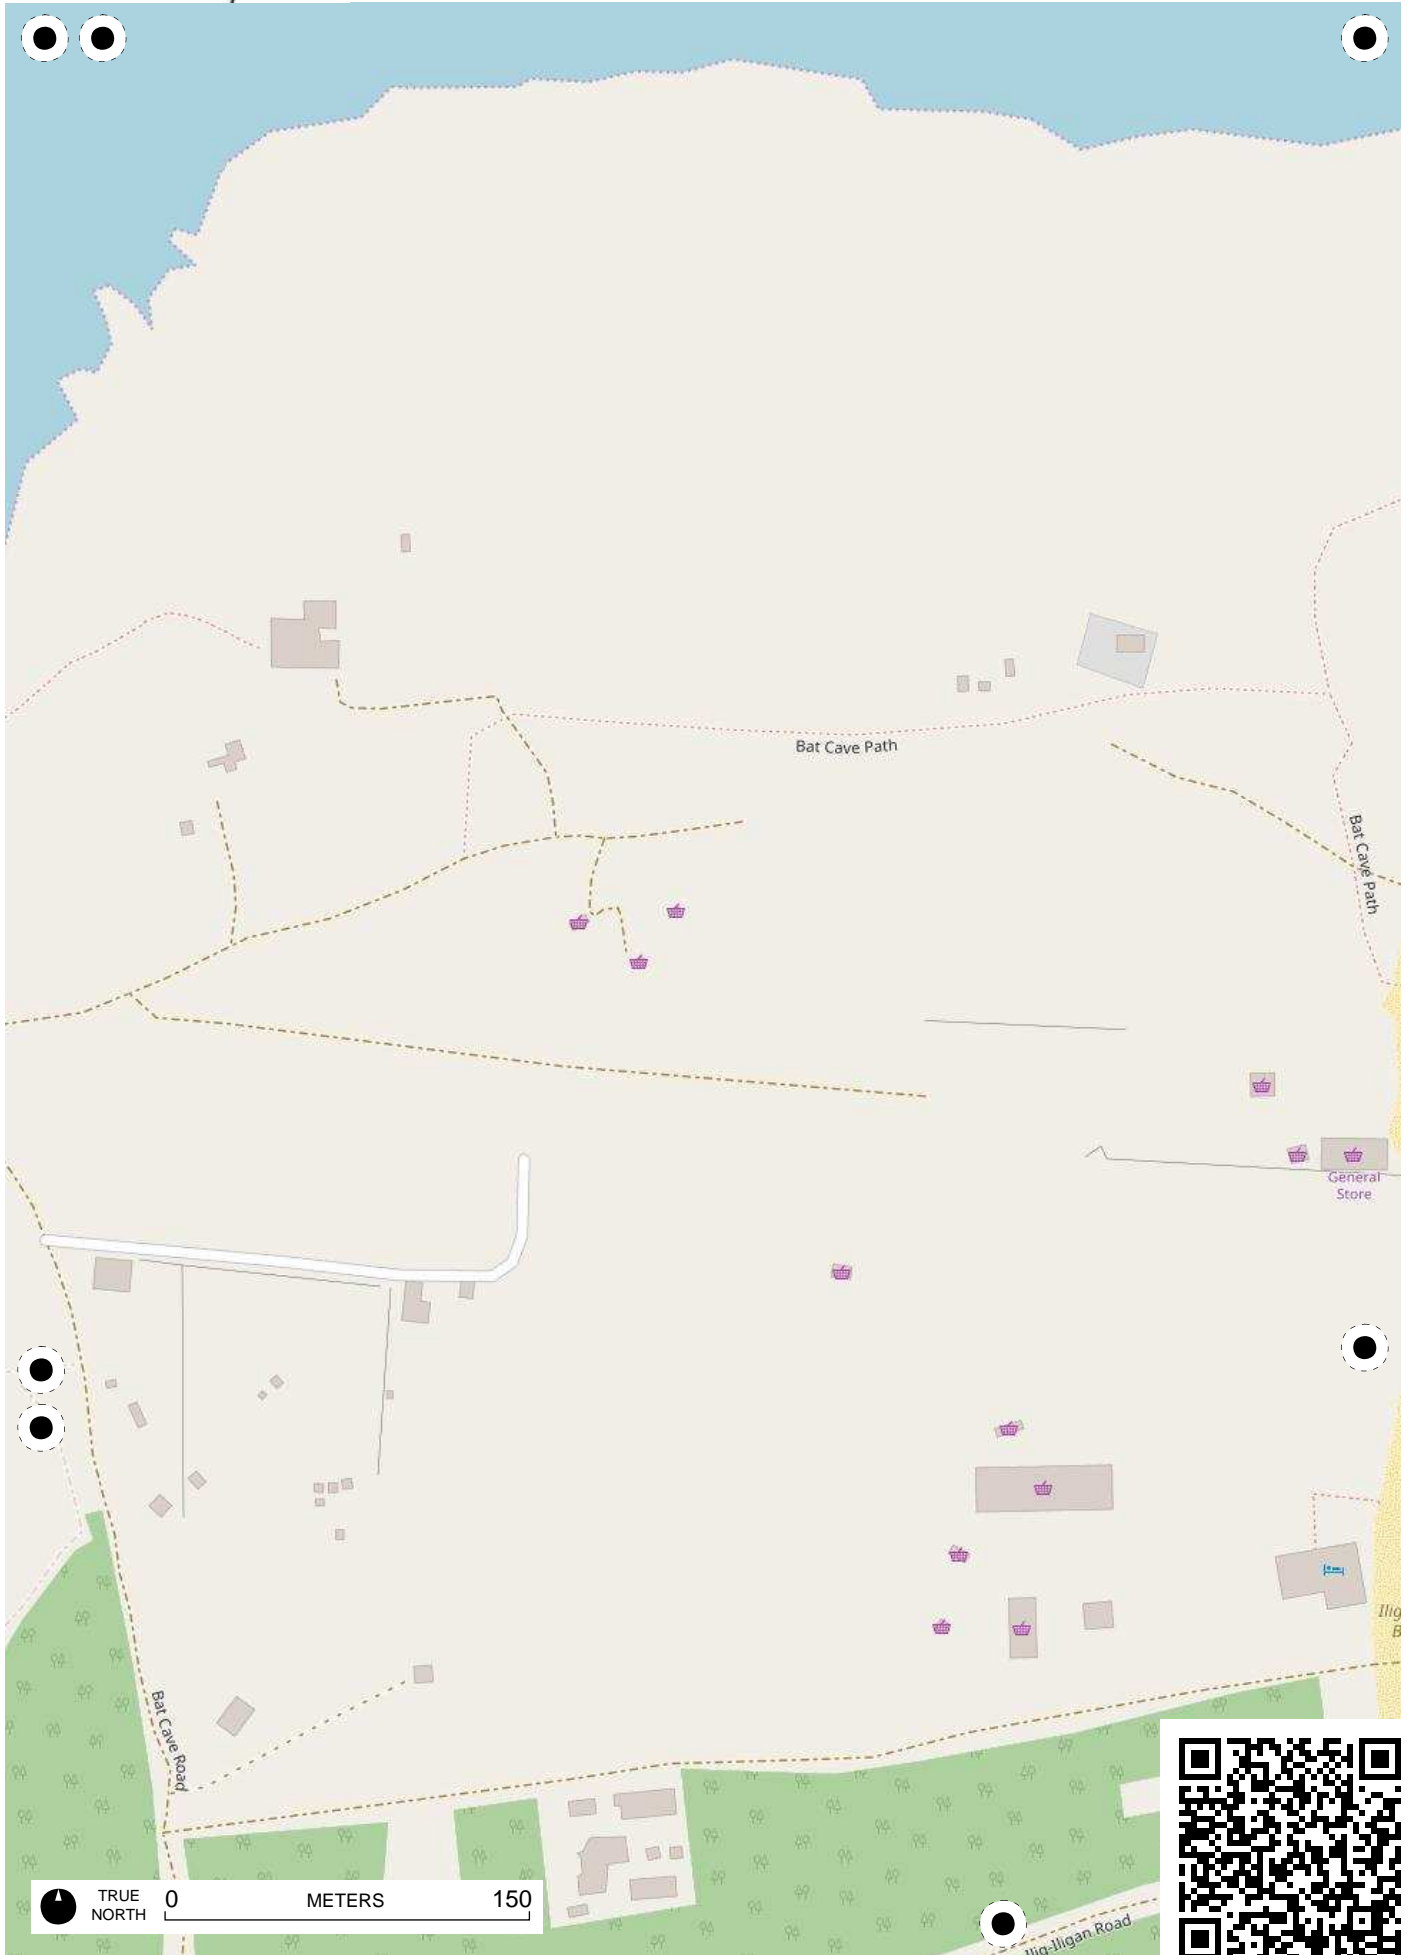 Bat Cave Path
Bat Cave Path
General
Store
Ilig
B
Bat Cave Road
TRUE
NORTH
0 METERS 150
Ilig-Iligan Road